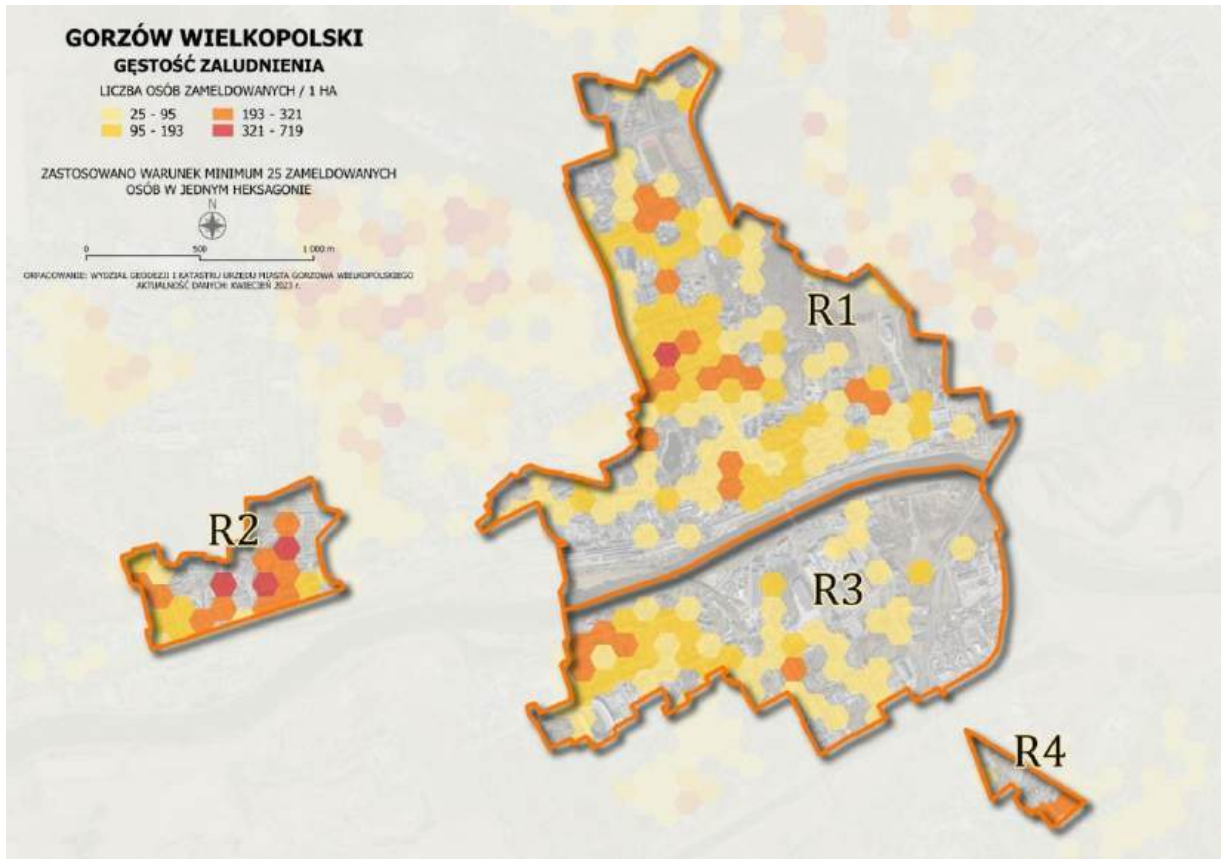 GORZÓW WIELKOPOLSKI
GĘSTOŚĆ ZALUDNIENIA
LICZBA OSÓB ZAMELDOWANYCH / 1 HA
25 - 95 193 - 321
95 - 193 321 - 719
ZASTOSOWANO WARUNEK MINIMUM 25 ZAMELDOWANYCH
OSÓB W JEDNYM HEKSAGONIE
N
0 500 1 000 m
OPRACOWANIE: WYDZIAŁ GEODEZJI I KATASTRU URZĘDU MIASTA GORZOWA WIELKOPOLSKIEGO
AKTUALNOŚĆ DANYCH: KWIECIEŃ 2023 r.
R1
R2
R3
R4